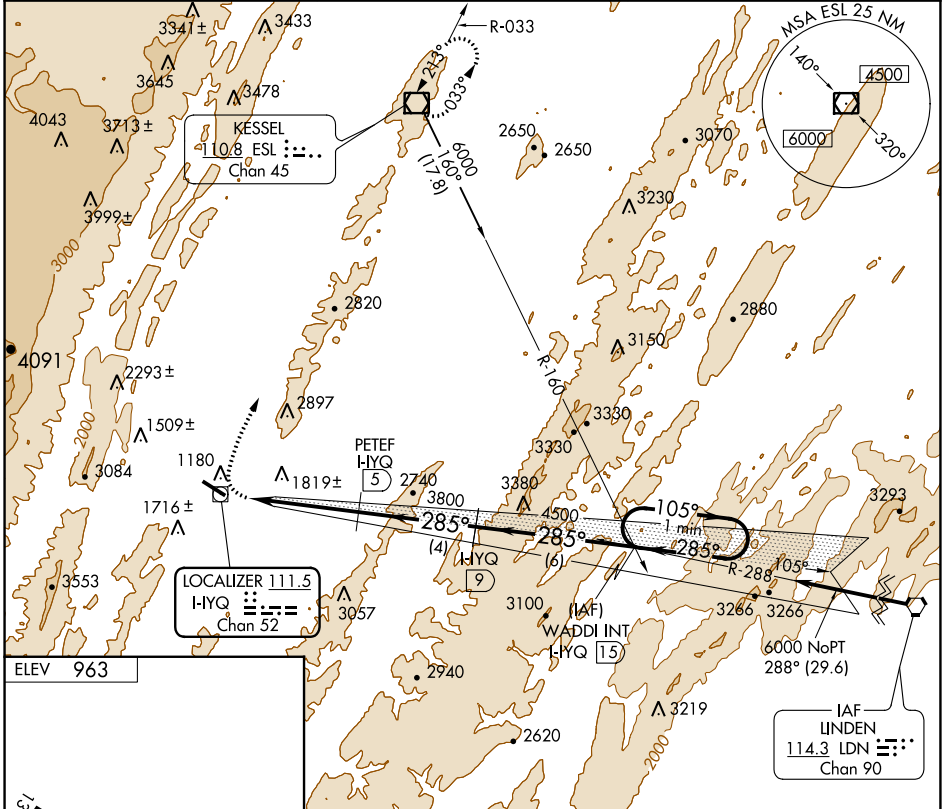 3341±
3433
R-033
MSA ESL 25 NM
3645
213°
140°
4500
3478
033°
4043
3713±
KESSEL
110.8 ESL
Chan 45
2650
2650
3070
6000
320°
6000
160°
(17.8)
3999±
3230
3000
2820
2880
3150
4091
R-160
2293±
2897
3330
3330
2000
1509±
PETEF
I-IYQ
5
3084
1180
1819±
2740
3800
3380
4500
105°
1 min
3293
1716±
285°
285°
285°
(4)
(6)
R-288
105°
I-IYQ
9
LOCALIZER 111.5
I-IYQ
Chan 52
3553
3057
3100
(IAF)
WADDI INT
I-IYQ 15
3266
3266
6000 NoPT
288° (29.6)
ELEV 963
2940
3219
IAF
LINDEN
114.3 LDN
Chan 90
2620
2000
13